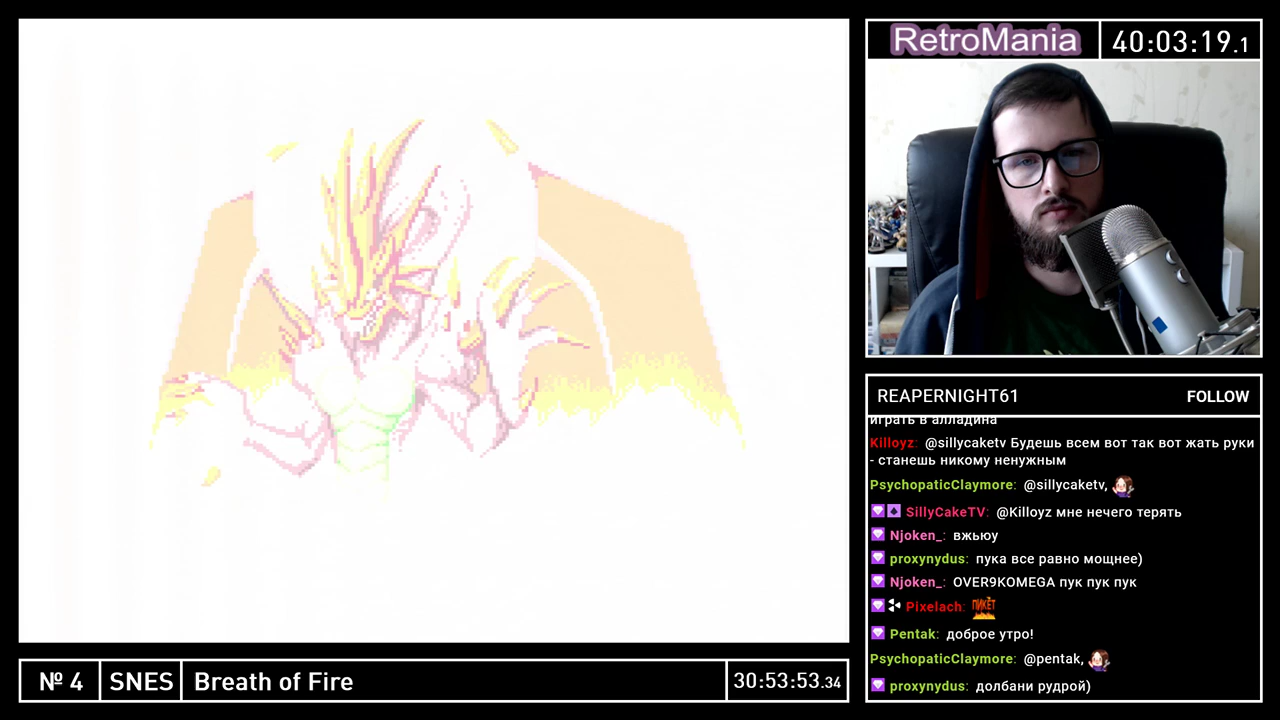 RetroMania
40:03:19.1
REAPERNIGHT61
FOLLOW
играть в алладина
Killoyz: @sillycaketv Будешь всем вот так вот жать руки
- станешь никому ненужным
PsychopaticClaymore: @sillycaketv,
SillyCakeTV: @Killoyz мне нечего терять
Njoken_: вжьюу
proxynydus: пука все равно мощнее)
Njoken_: OVER9KOMEGA пук пук пук
Pixelach: ПИКЁТ
Pentak: доброе утро!
PsychopaticClaymore: @pentak,
proxynydus: долбани рудрой)
№ 4
SNES
Breath of Fire
30:53:53.34